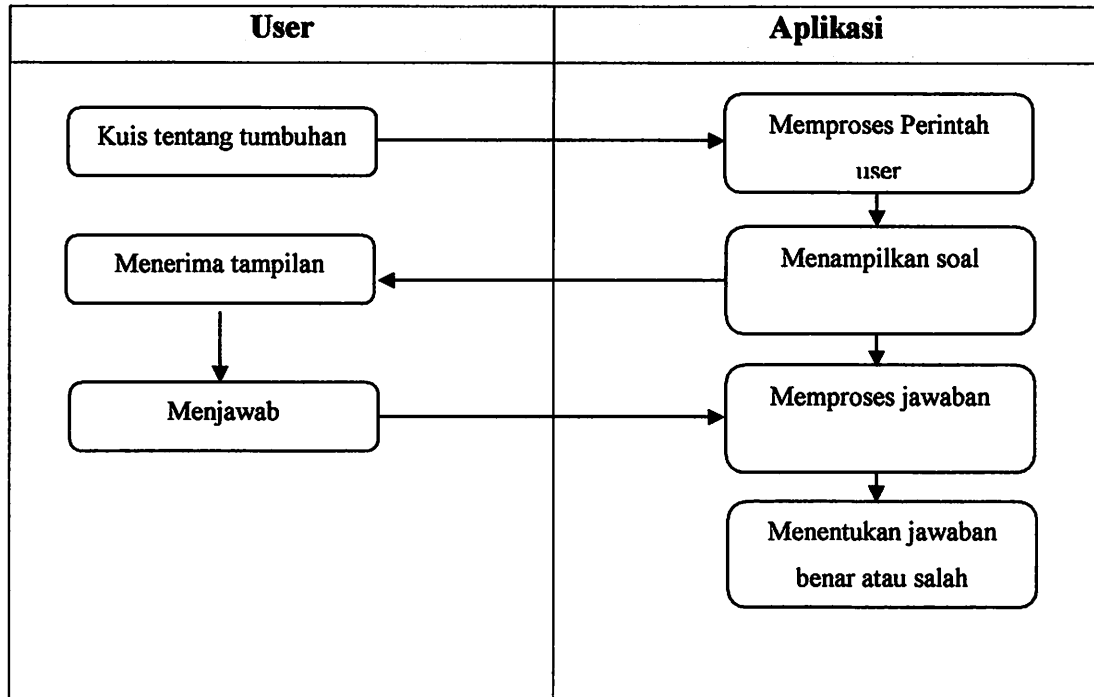 User
Aplikasi
Kuis tentang tumbuhan
Memproses Perintah
user
Menerima tampilan
Menampilkan soal
Menjawab
Memproses jawaban
Menentukan jawaban
benar atau salah